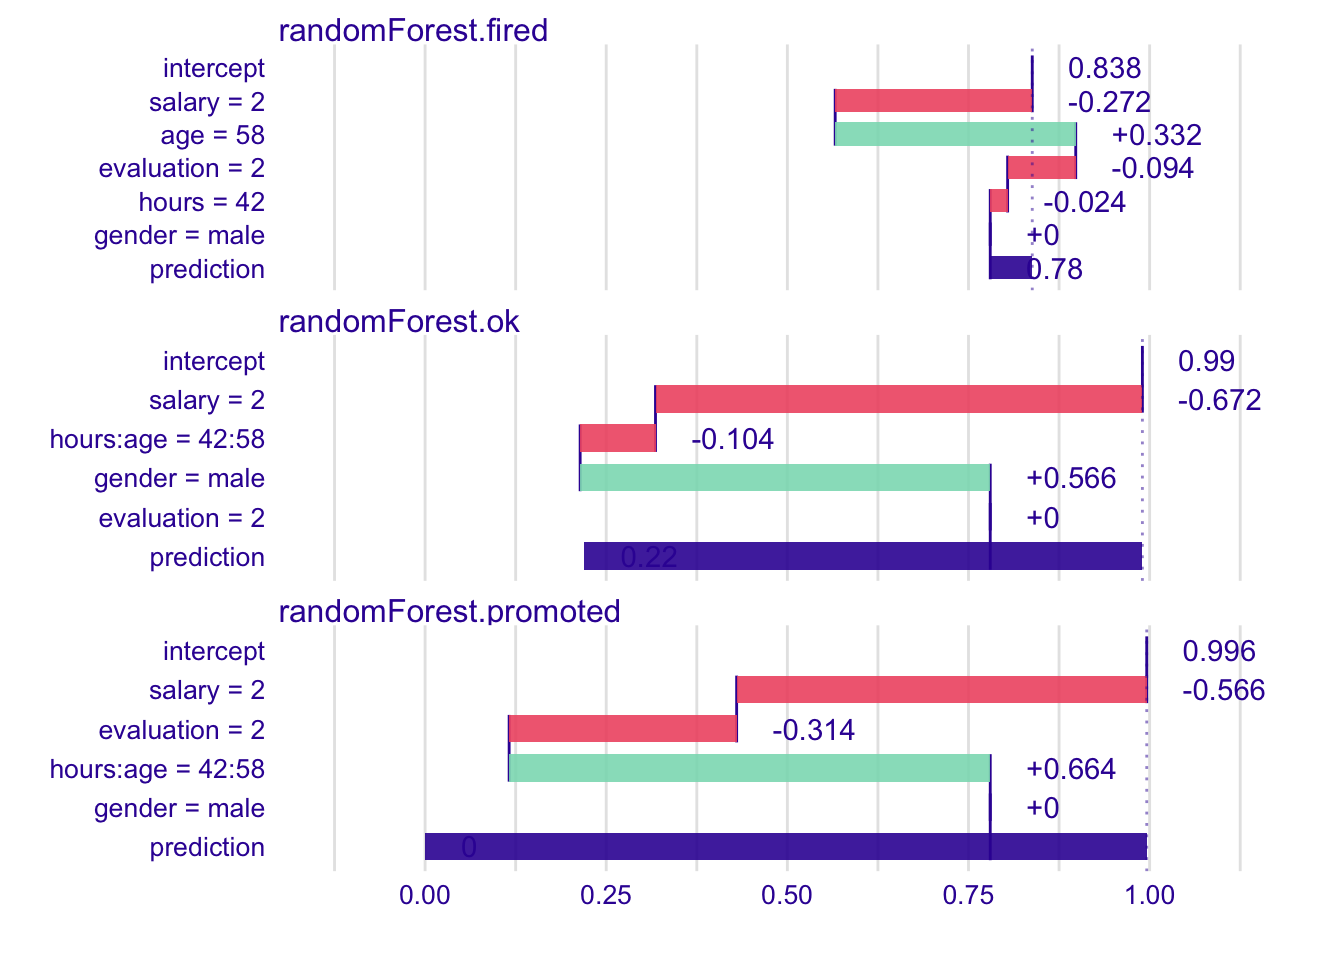 randomForest.fired
intercept 0.838
salary = 2 -0.272
age = 58 +0.332
evaluation = 2 -0.094
hours = 42 -0.024
gender = male +0
prediction 0.78
randomForest.ok
intercept 0.99
salary = 2 -0.672
hours:age = 42:58 -0.104
gender = male +0.566
evaluation = 2 +0
prediction 0.22
randomForest.promoted
intercept 0.996
salary = 2 -0.566
evaluation = 2 -0.314
hours:age = 42:58 +0.664
gender = male +0
prediction 0
0.00 0.25 0.50 0.75 1.00